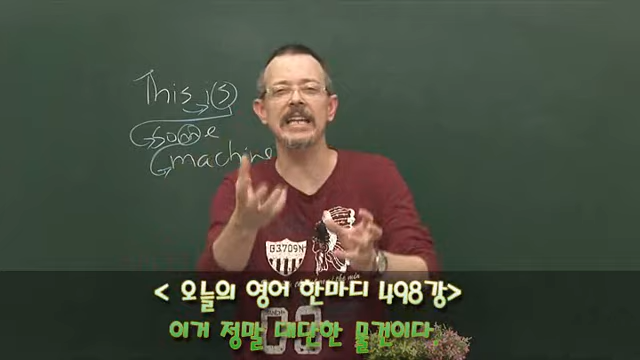 This is
some
machine
B3709N
< 오늘의 영어 한마디 498강>
이거 정말 대단한 물건이다.